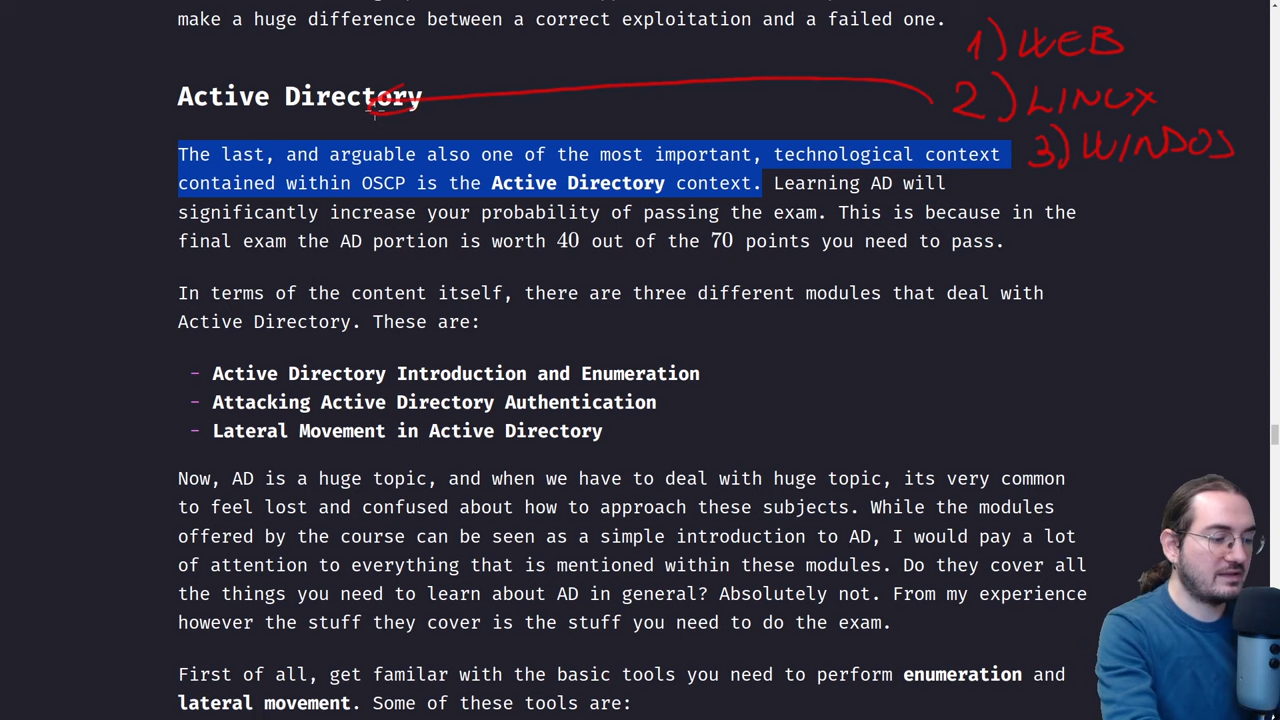 make a huge difference between a correct exploitation and a failed one.
1) WEB
Active Directory
2) LINUX
3) WINDOS
The last, and arguable also one of the most important, technological context
contained within OSCP is the Active Directory context. Learning AD will
significantly increase your probability of passing the exam. This is because in the
final exam the AD portion is worth 40 out of the 70 points you need to pass.
In terms of the content itself, there are three different modules that deal with
Active Directory. These are:
- Active Directory Introduction and Enumeration
- Attacking Active Directory Authentication
- Lateral Movement in Active Directory
Now, AD is a huge topic, and when we have to deal with huge topic, its very common
to feel lost and confused about how to approach these subjects. While the modules
offered by the course can be seen as a simple introduction to AD, I would pay a lot
of attention to everything that is mentioned within these modules. Do they cover all
the things you need to learn about AD in general? Absolutely not. From my experience
however the stuff they cover is the stuff you need to do the exam.
First of all, get familiar with the basic tools you need to perform enumeration and
lateral movement. Some of these tools are: